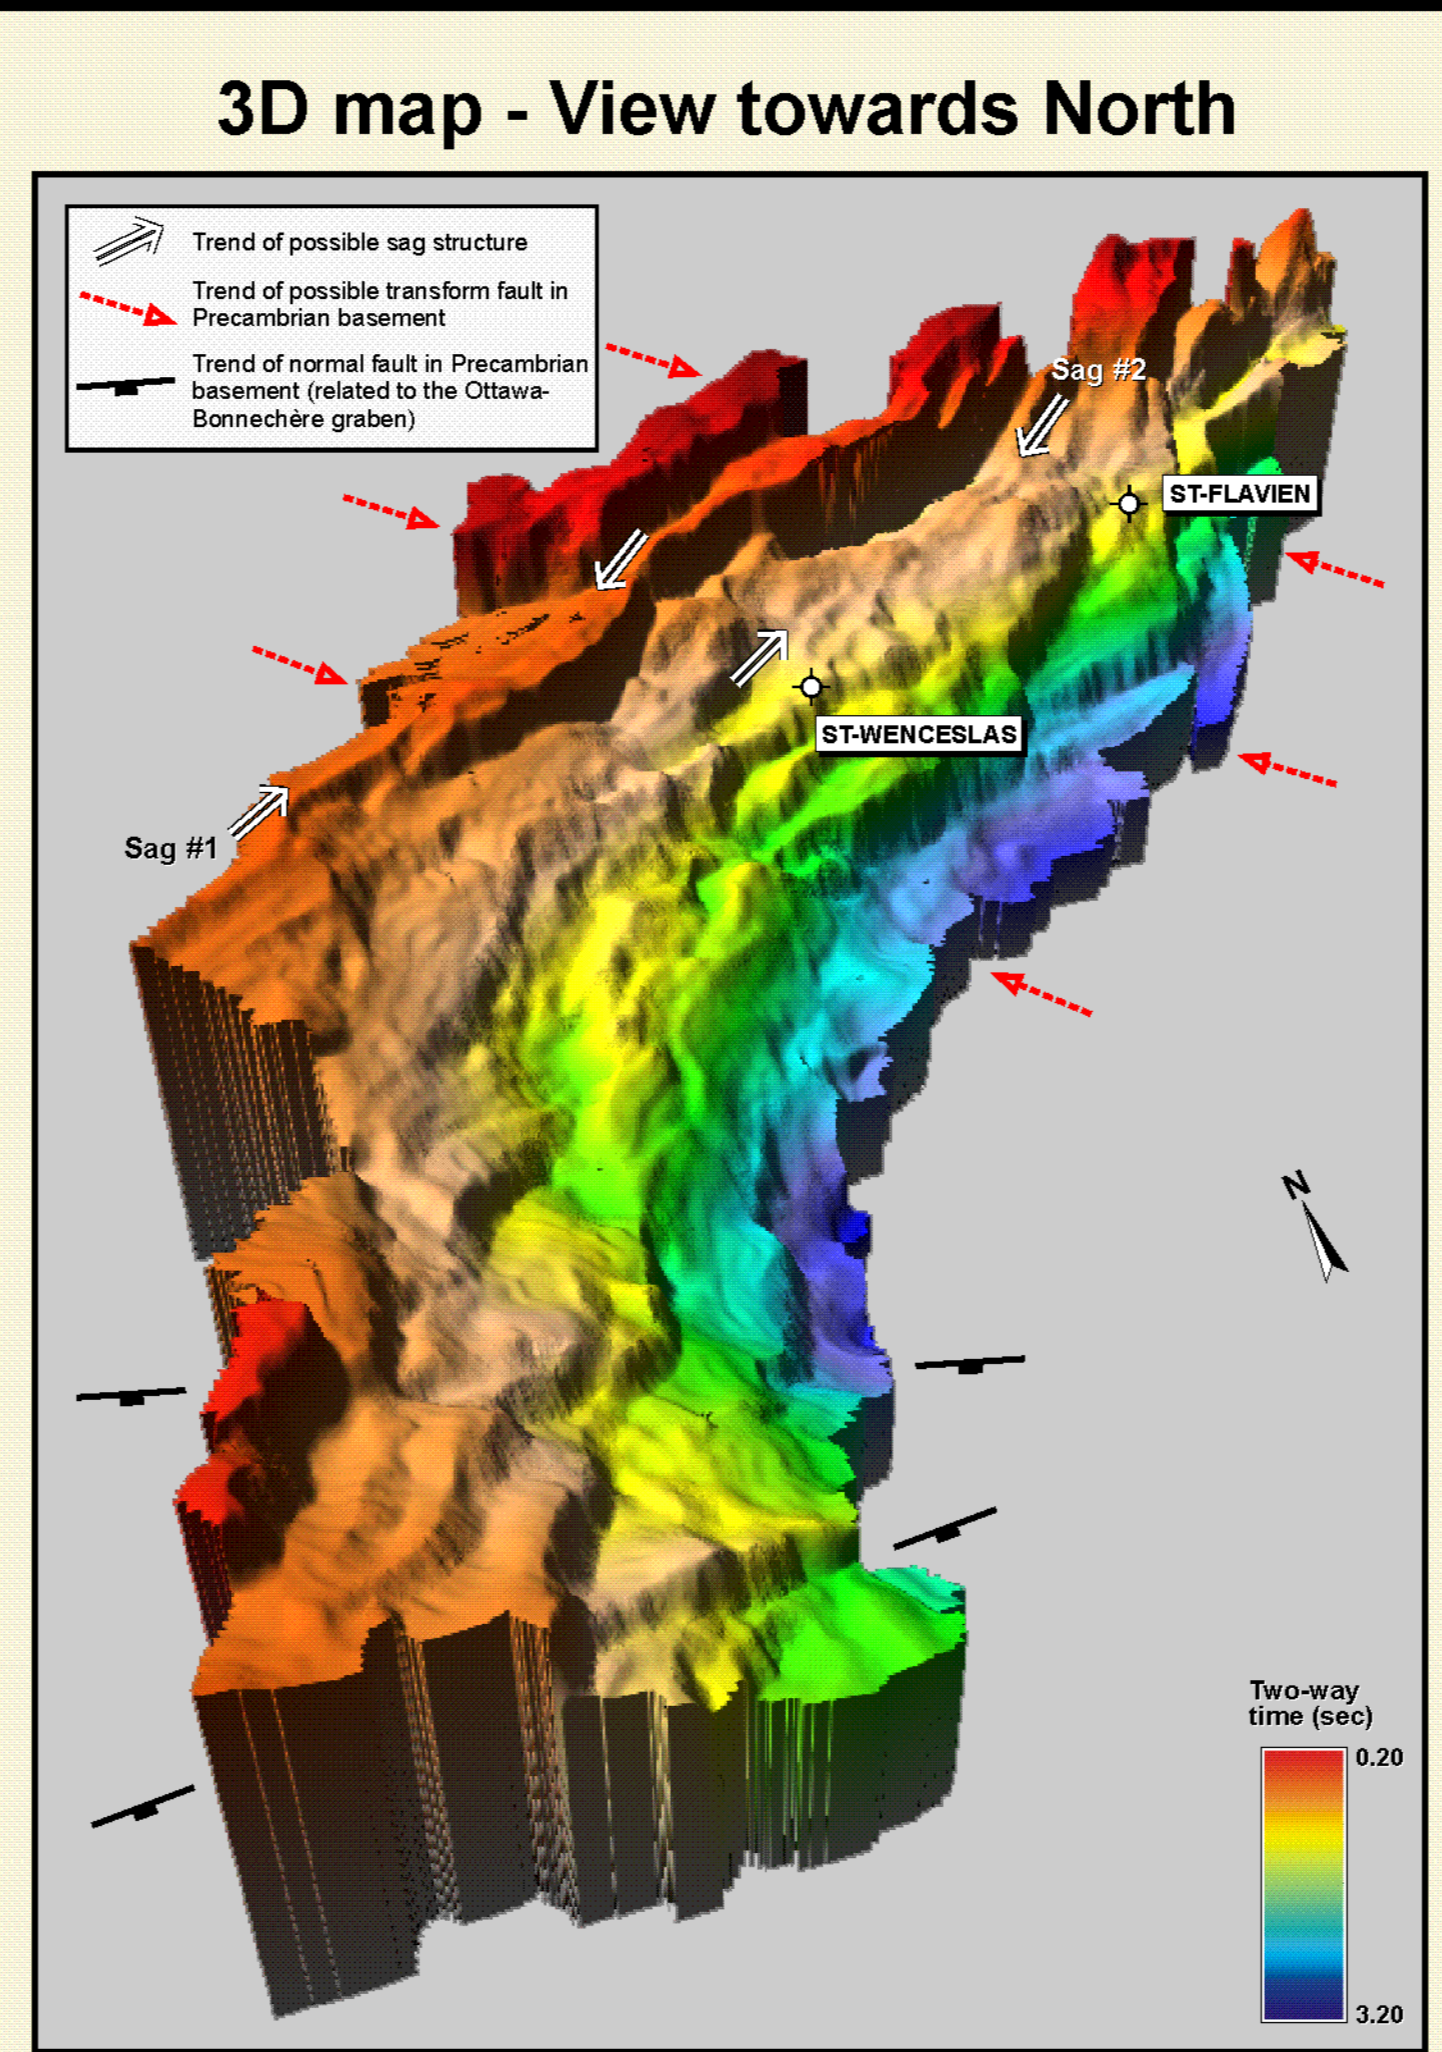 3D map - View towards North
Trend of possible sag structure
Trend of possible transform fault in
Precambrian basement
Trend of normal fault in Precambrian
basement (related to the Ottawa-
Bonnechère graben)
Sag #2
ST-FLAVIEN
ST-WENCESLAS
Sag #1
N
Two-way
time (sec)
0.20
3.20